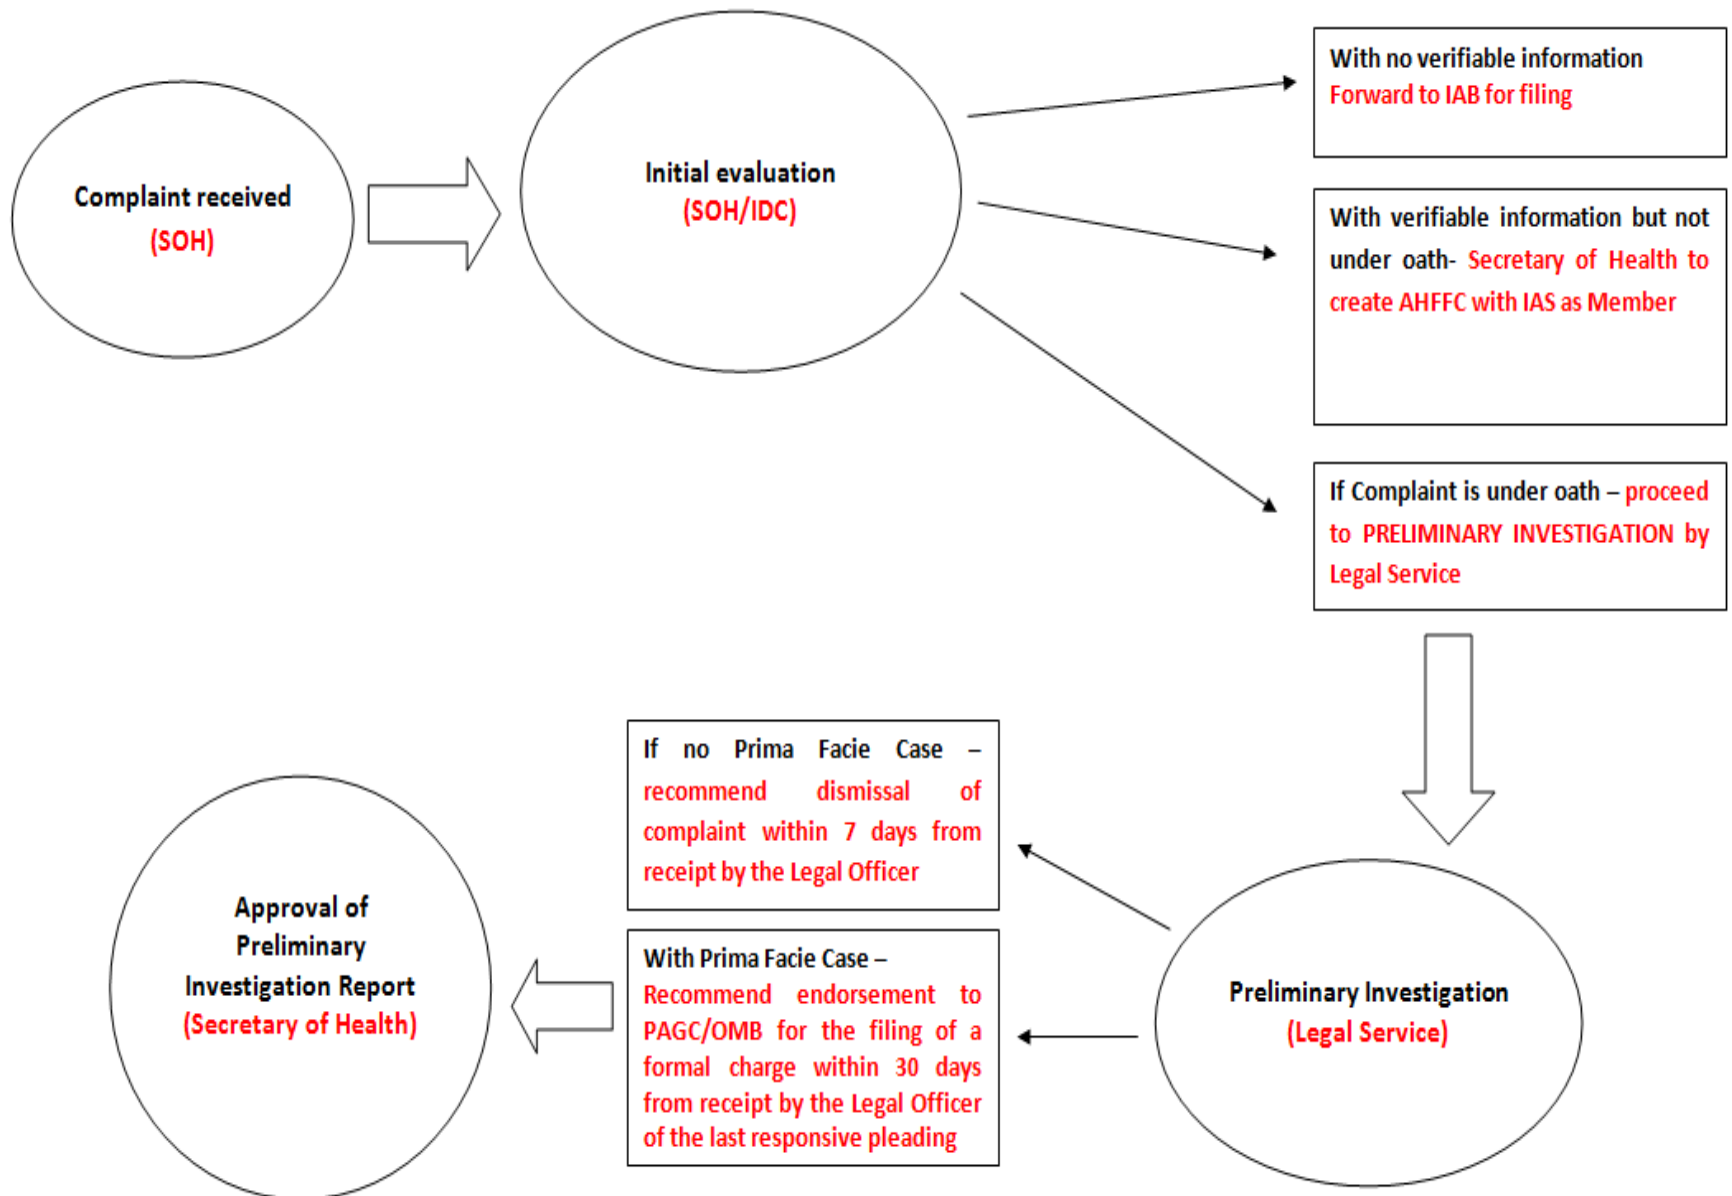 Complaint received
(SOH)
Initial evaluation
(SOH/IDC)
With no verifiable information
Forward to IAB for filing
With verifiable information but not
under oath- Secretary of Health to
create AHFFC with IAS as Member
If Complaint is under oath – proceed
to PRELIMINARY INVESTIGATION by
Legal Service
Preliminary Investigation
(Legal Service)
If no Prima Facie Case –
recommend dismissal of
complaint within 7 days from
receipt by the Legal Officer
With Prima Facie Case –
Recommend endorsement to
PAGC/OMB for the filing of a
formal charge within 30 days
from receipt by the Legal Officer
of the last responsive pleading
Approval of
Preliminary
Investigation Report
(Secretary of Health)